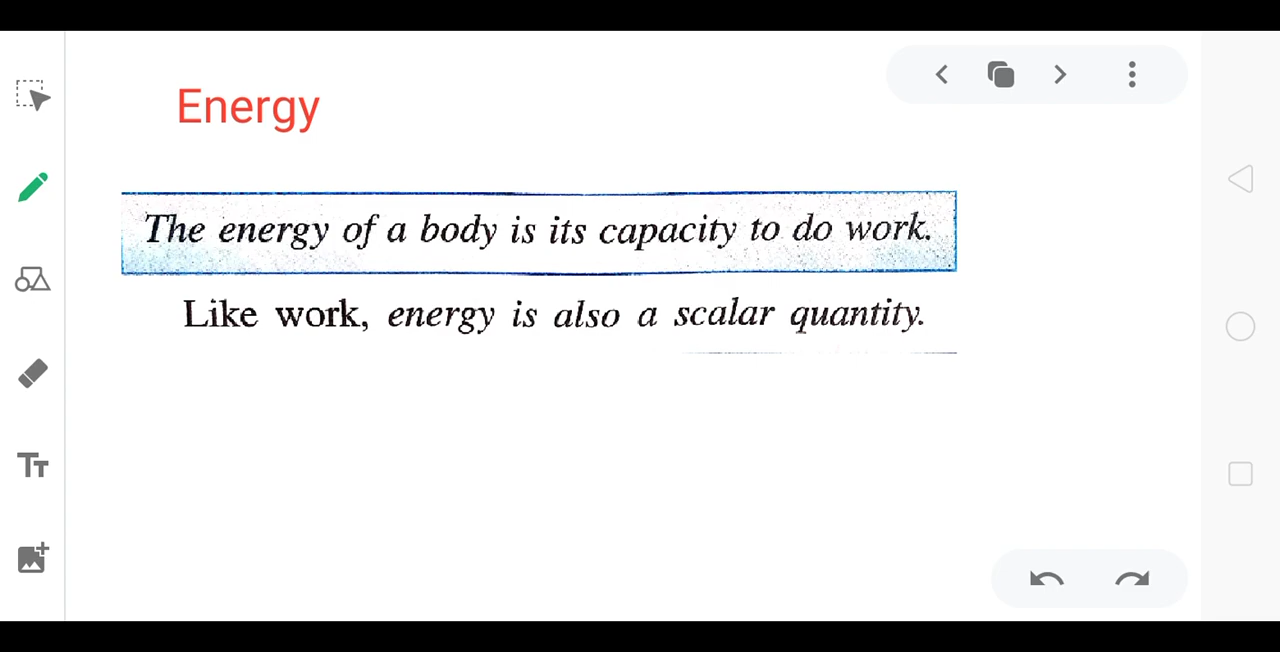 Energy
The energy of a body is its capacity to do work.
Like work, energy is also a scalar quantity.